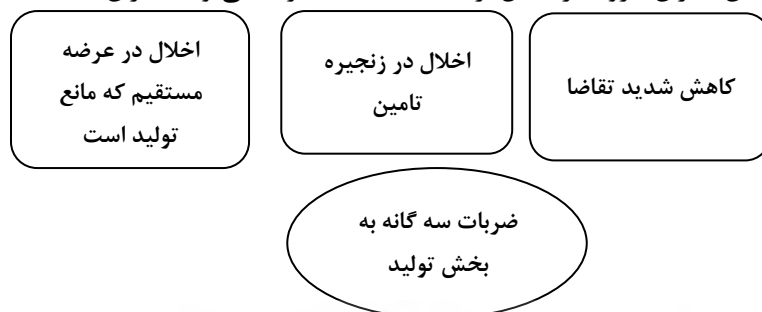 کاهش شدید تقاضا
اخلال در زنجیره
تامین
اخلال در عرضه
مستقیم که مانع
تولید است
ضربات سه گانه به
بخش تولید